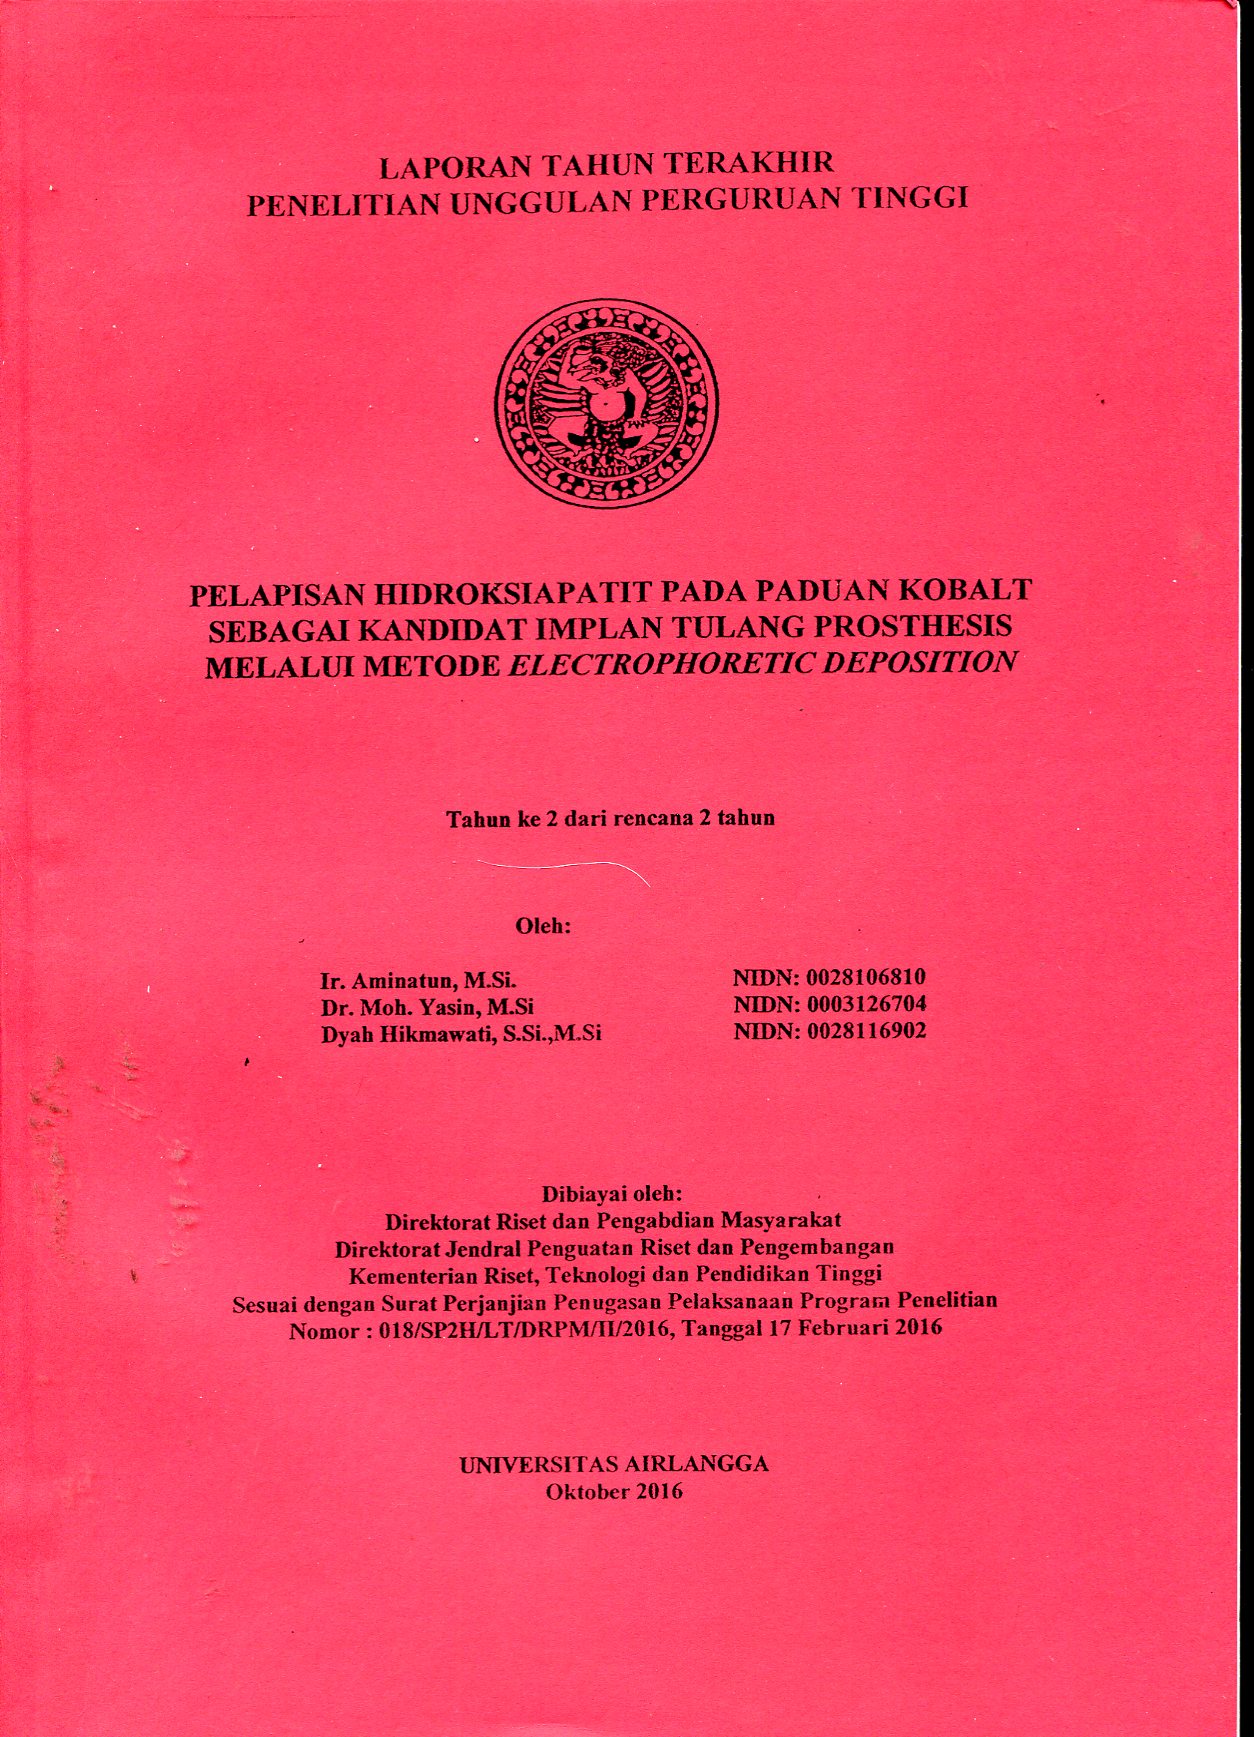 LAPORAN TAHUN TERAKHIR
PENELITIAN UNGGULAN PERGURUAN TINGGI
PELAPISAN HIDROKSIAPATIT PADA PADUAN KOBALT
SEBAGAI KANDIDAT IMPLAN TULANG PROSTHESIS
MELALUI METODE ELECTROPHORETIC DEPOSITION
Tahun ke 2 dari rencana 2 tahun
Oleh:
Ir. Aminatun, M.Si. NIDN: 0028106810
Dr. Moh. Yasin, M.Si NIDN: 0003126704
Dyah Hikmawati, S.Si.,M.Si NIDN: 0028116902
Dibiayai oleh:
Direktorat Riset dan Pengabdian Masyarakat
Direktorat Jendral Penguatan Riset dan Pengembangan
Kementerian Riset, Teknologi dan Pendidikan Tinggi
Sesuai dengan Surat Perjanjian Penugasan Pelaksanaan Program Penelitian
Nomor : 018/SP2H/LT/DRPM/II/2016, Tanggal 17 Februari 2016
UNIVERSITAS AIRLANGGA
Oktober 2016